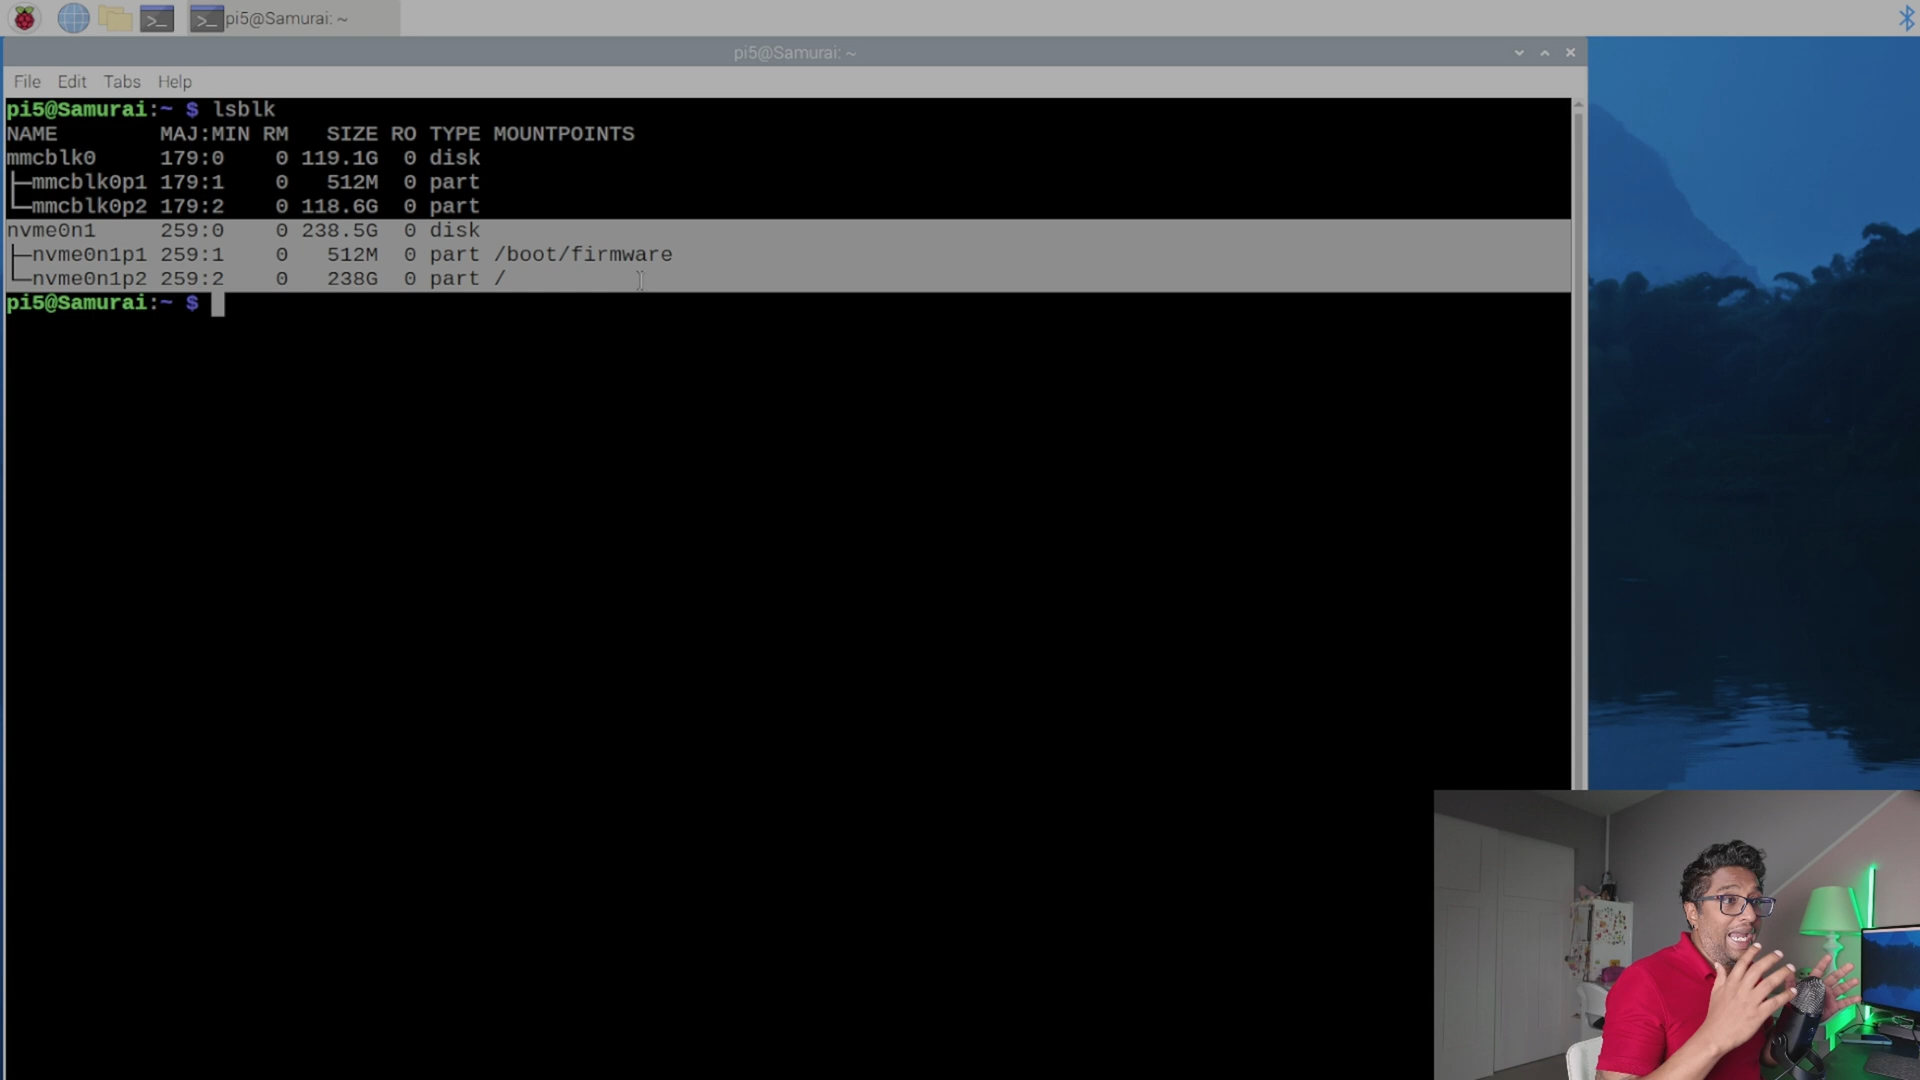 pi5@Samurai: ~
pi5@Samurai: ~
File Edit Tabs Help
pi5@Samurai:~ $ lsblk
NAME        MAJ:MIN RM   SIZE RO TYPE MOUNTPOINTS
mmcblk0     179:0    0 119.1G  0 disk
├─mmcblk0p1 179:1    0   512M  0 part
└─mmcblk0p2 179:2    0 118.6G  0 part
nvme0n1     259:0    0 238.5G  0 disk
├─nvme0n1p1 259:1    0   512M  0 part /boot/firmware
└─nvme0n1p2 259:2    0   238G  0 part /
pi5@Samurai:~ $